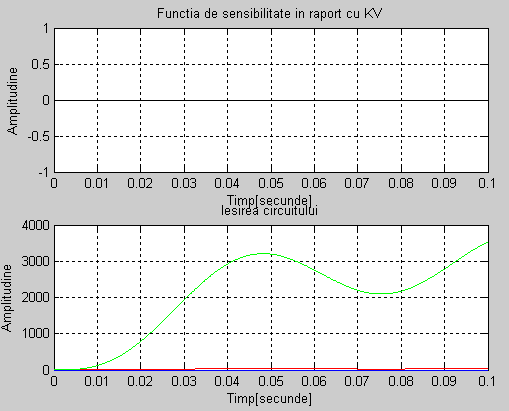 Functia de sensibilitate in raport cu KV
1
0.5
0
-0.5
-1
Amplitudine
0 0.01 0.02 0.03 0.04 0.05 0.06 0.07 0.08 0.09 0.1
Timp[secunde]
Iesirea circuitului
4000
3000
2000
1000
0
Amplitudine
0 0.01 0.02 0.03 0.04 0.05 0.06 0.07 0.08 0.09 0.1
Timp[secunde]